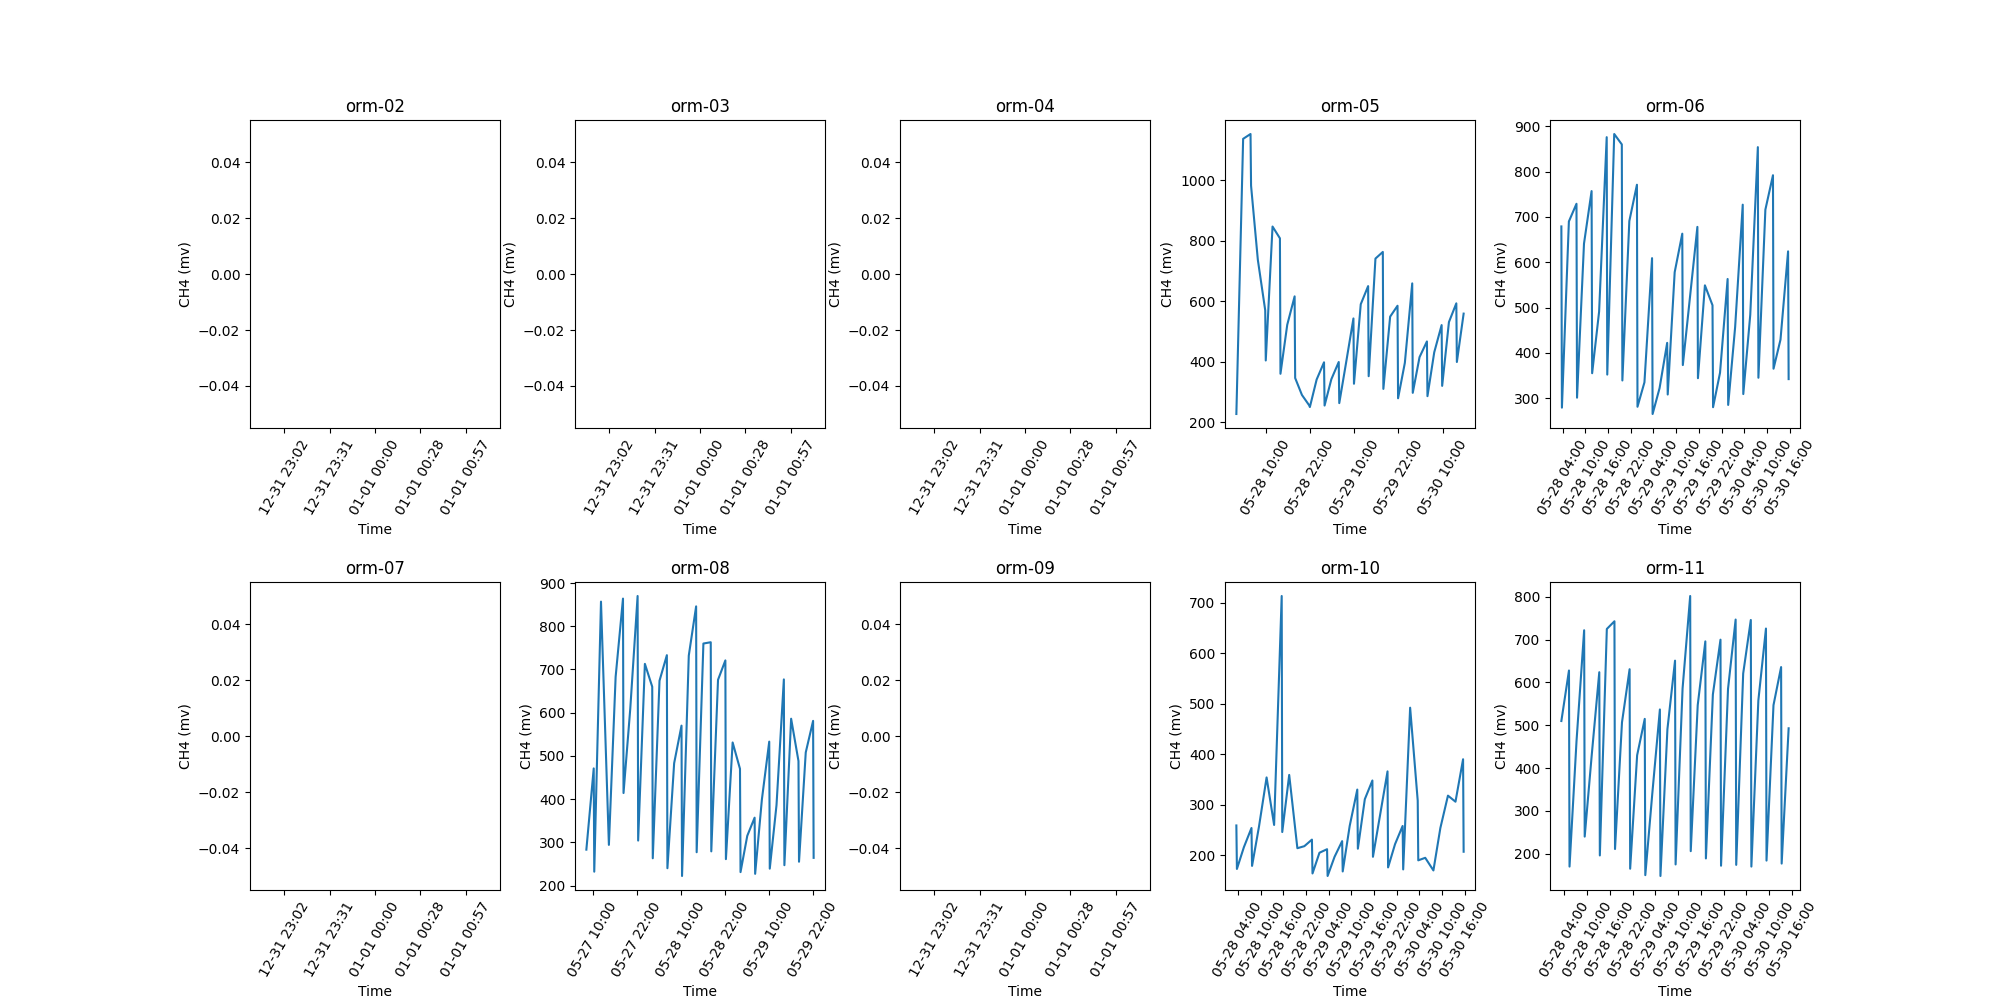 orm-02 orm-03 orm-04 orm-05 orm-06
0.04 0.04 0.04 1000 900
0.02 0.02 0.02 800 800
0.00 0.00 0.00 600 700
−0.02 −0.02 −0.02 400 600
−0.04 −0.04 −0.04 200 500
400
300
CH4 (mv) CH4 (mv) CH4 (mv) CH4 (mv) CH4 (mv)
12-31 23:02 12-31 23:31 01-01 00:00 01-01 00:28 01-01 00:57
12-31 23:02 12-31 23:31 01-01 00:00 01-01 00:28 01-01 00:57
12-31 23:02 12-31 23:31 01-01 00:00 01-01 00:28 01-01 00:57
05-28 10:00 05-28 22:00 05-29 10:00 05-29 22:00 05-30 10:00
05-28 04:00 05-28 10:00 05-28 16:00 05-28 22:00 05-29 04:00 05-29 10:00 05-29 16:00 05-29 22:00 05-30 04:00 05-30 10:00 05-30 16:00
Time Time Time Time Time
orm-07 orm-08 orm-09 orm-10 orm-11
0.04 900 0.04 700 800
0.02 800 0.02 600 700
0.00 700 0.00 500 600
−0.02 600 −0.02 400 500
−0.04 500 −0.04 300 400
400 200 300
300 200
200
CH4 (mv) CH4 (mv) CH4 (mv) CH4 (mv) CH4 (mv)
12-31 23:02 12-31 23:31 01-01 00:00 01-01 00:28 01-01 00:57
05-27 10:00 05-27 22:00 05-28 10:00 05-28 22:00 05-29 10:00 05-29 22:00
12-31 23:02 12-31 23:31 01-01 00:00 01-01 00:28 01-01 00:57
05-28 04:00 05-28 10:00 05-28 16:00 05-28 22:00 05-29 04:00 05-29 10:00 05-29 16:00 05-29 22:00 05-30 04:00 05-30 10:00 05-30 16:00
05-28 04:00 05-28 10:00 05-28 16:00 05-28 22:00 05-29 04:00 05-29 10:00 05-29 16:00 05-29 22:00 05-30 04:00 05-30 10:00 05-30 16:00
Time Time Time Time Time